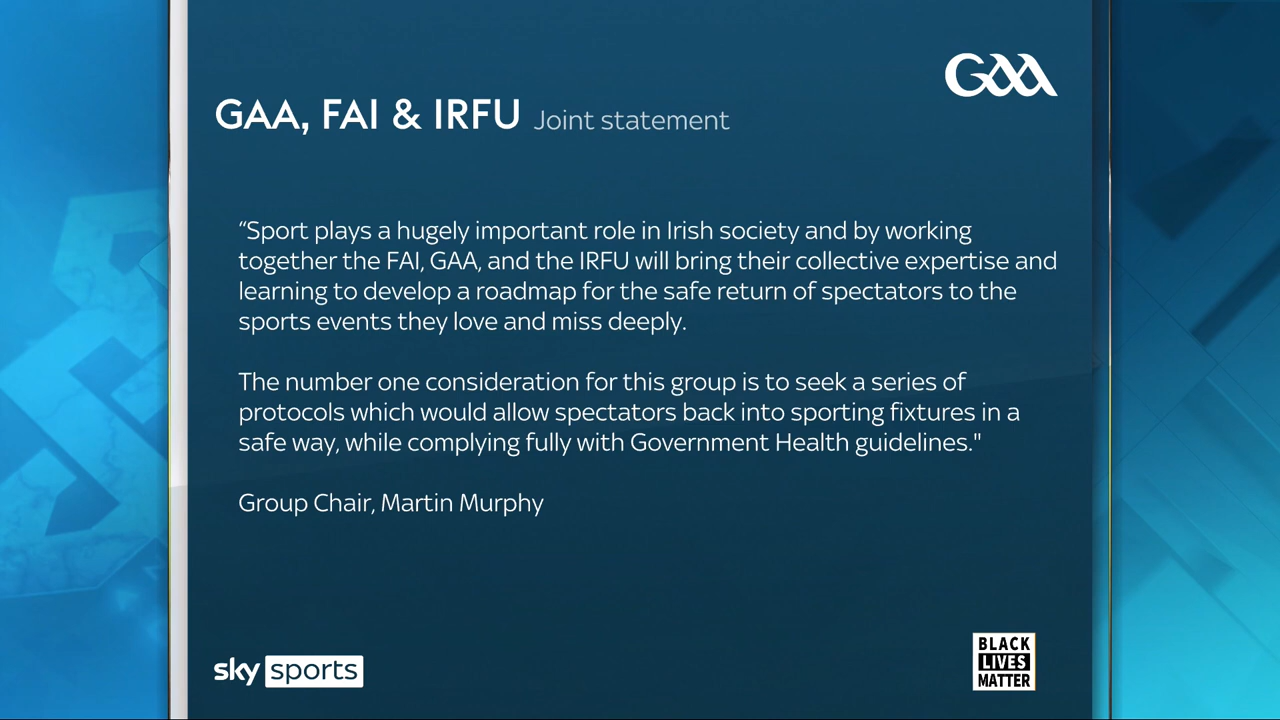 GAA
GAA, FAI & IRFU Joint statement
“Sport plays a hugely important role in Irish society and by working
together the FAI, GAA, and the IRFU will bring their collective expertise and
learning to develop a roadmap for the safe return of spectators to the
sports events they love and miss deeply.
The number one consideration for this group is to seek a series of
protocols which would allow spectators back into sporting fixtures in a
safe way, while complying fully with Government Health guidelines."
Group Chair, Martin Murphy
sky sports
BLACK
LIVES
MATTER